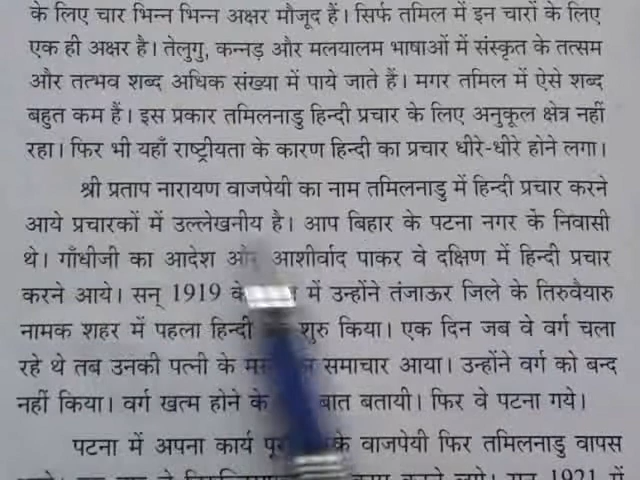 के लिए चार भिन्न भिन्न अक्षर मौजूद हैं। सिर्फ तमिल में इन चारों के लिए
एक ही अक्षर है। तेलुगु, कन्नड़ और मलयालम भाषाओं में संस्कृत के तत्सम
और तत्भव शब्द अधिक संख्या में पाये जाते हैं। मगर तमिल में ऐसे शब्द
बहुत कम हैं। इस प्रकार तमिलनाडु हिन्दी प्रचार के लिए अनुकूल क्षेत्र नहीं
रहा। फिर भी यहाँ राष्ट्रीयता के कारण हिन्दी का प्रचार धीरे-धीरे होने लगा।
श्री प्रताप नारायण वाजपेयी का नाम तमिलनाडु में हिन्दी प्रचार करने
आये प्रचारकों में उल्लेखनीय है। आप बिहार के पटना नगर के निवासी
थे। गाँधीजी का आदेश और आशीर्वाद पाकर वे दक्षिण में हिन्दी प्रचार
करने आये। सन् 1919 के में उन्होंने तंजाऊर जिले के तिरुवैयारु
नामक शहर में पहला हिन्दी शुरु किया। एक दिन जब वे वर्ग चला
रहे थे तब उनकी पत्नी के समाचार आया। उन्होंने वर्ग को बन्द
नहीं किया। वर्ग खत्म होने के बात बतायी। फिर वे पटना गये।
पटना में अपना कार्य वाजपेयी फिर तमिलनाडु वापस
सन् 1921 में